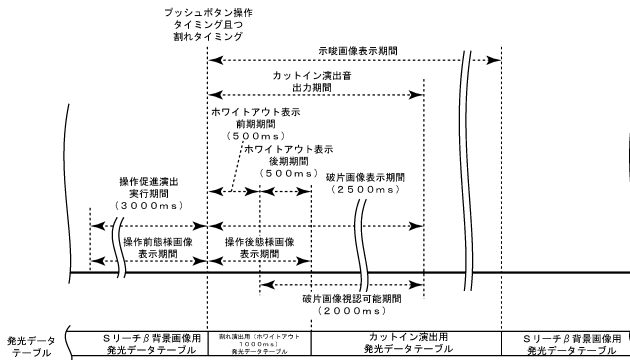 プッシュボタン操作
タイミング且つ
割れタイミング
示唆画像表示期間
カットイン演出音
出力期間
ホワイトアウト表示
前期期間
(500ms)
ホワイトアウト表示
後期期間
(500ms)
操作促進演出
実行期間
(3000ms)
破片画像表示期間
(2500ms)
操作前態様画像
表示期間
操作後態様画像
表示期間
破片画像視認可能期間
(2000ms)
発光データ
テーブル
Sリーチβ背景画像用
発光データテーブル
割れ演出用(ホワイトアウト
1000ms)
発光データテーブル
カットイン演出用
発光データテーブル
Sリーチβ背景画像用
発光データテーブル